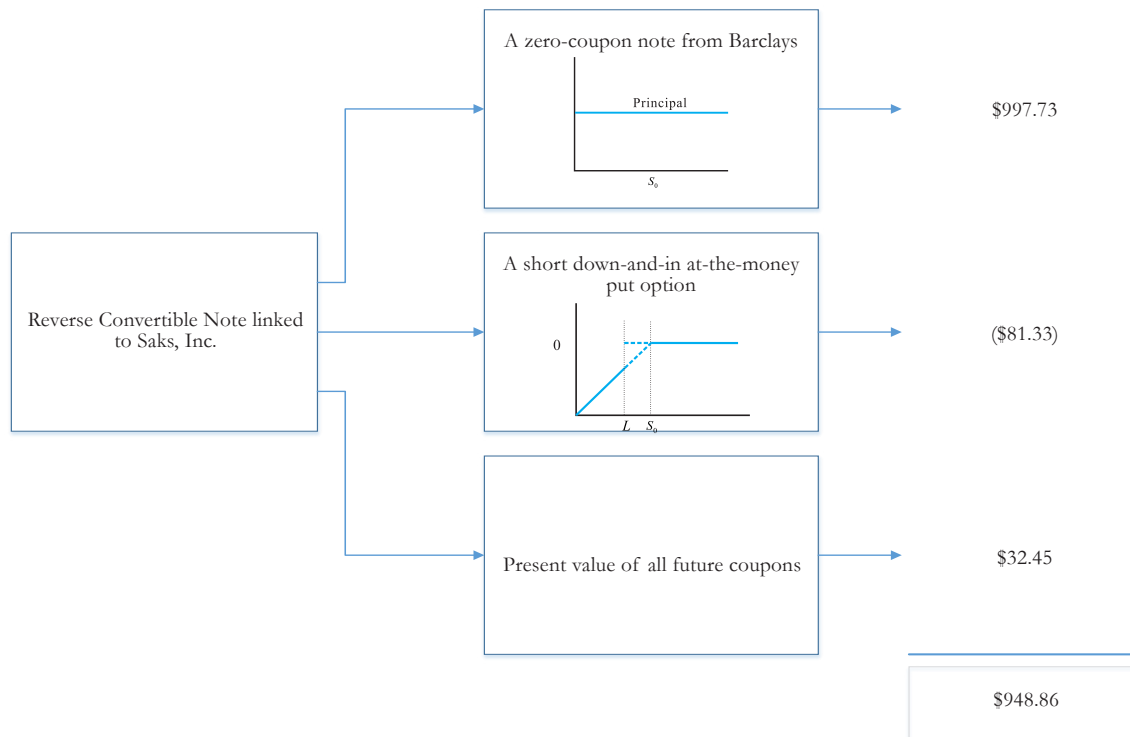 A zero-coupon note from Barclays
Principal
S₀
$997.73
Reverse Convertible Note linked
to Saks, Inc.
A short down-and-in at-the-money
put option
0
L S₀
($81.33)
Present value of all future coupons
$32.45
$948.86